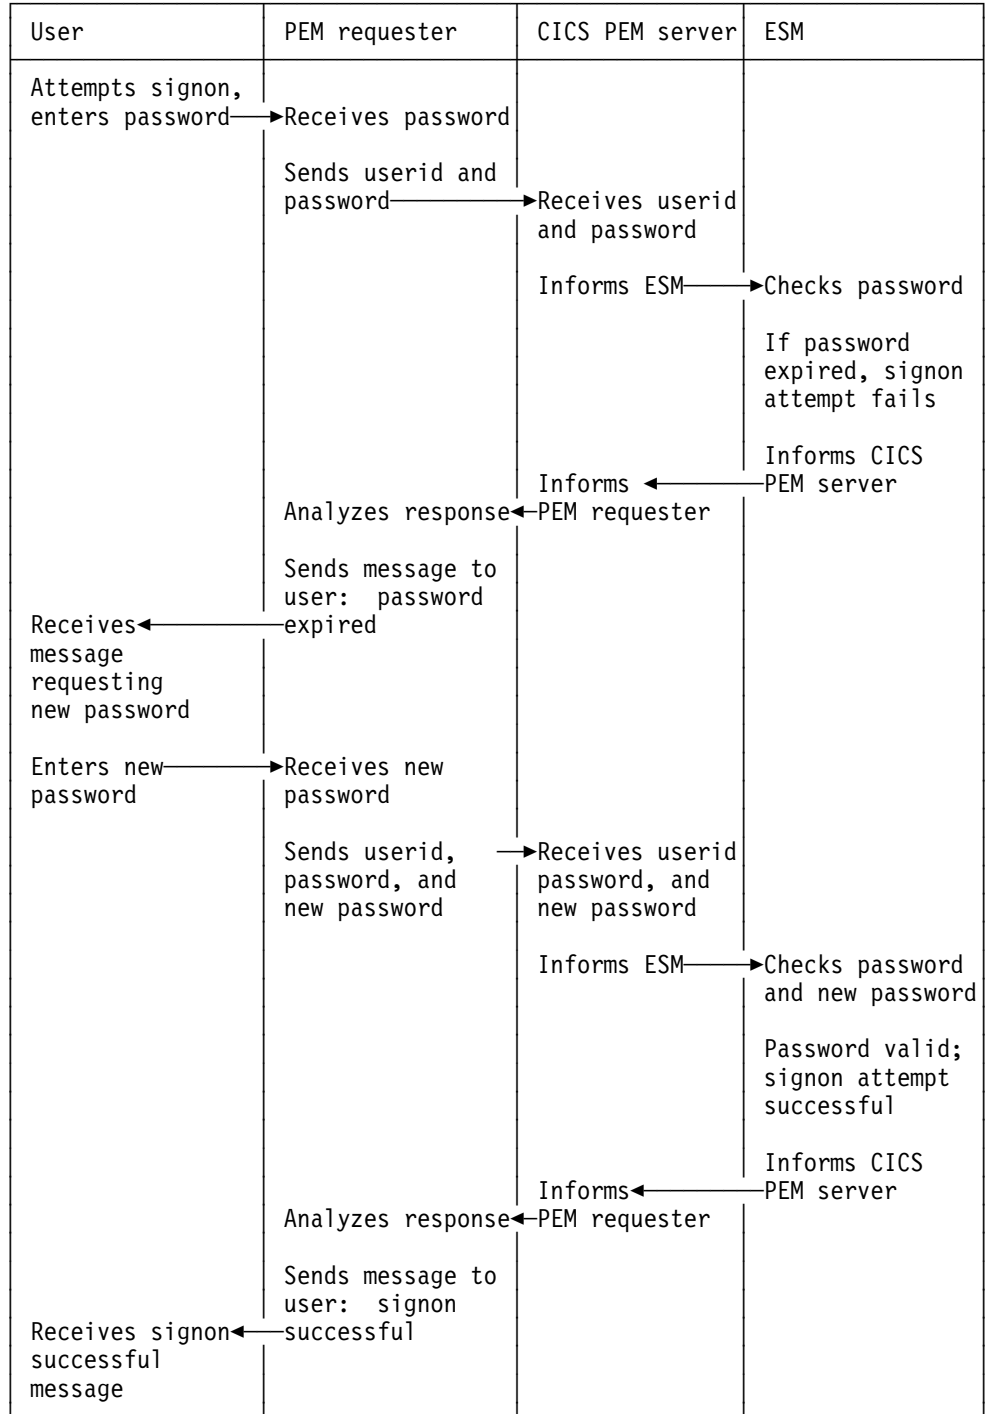 User PEM requester CICS PEM server ESM
Attempts signon,
enters password Receives password
Sends userid and
password Receives userid
and password
Informs ESM Checks password
If password
expired, signon
attempt fails
Informs CICS
Informs PEM server
Analyzes response PEM requester
Sends message to
user:  password
Receives expired
message
requesting
new password
Enters new Receives new
password password
Sends userid, Receives userid
password, and password, and
new password new password
Informs ESM Checks password
and new password
Password valid;
signon attempt
successful
Informs CICS
Informs PEM server
Analyzes response PEM requester
Sends message to
user:  signon
Receives signon successful
successful
message